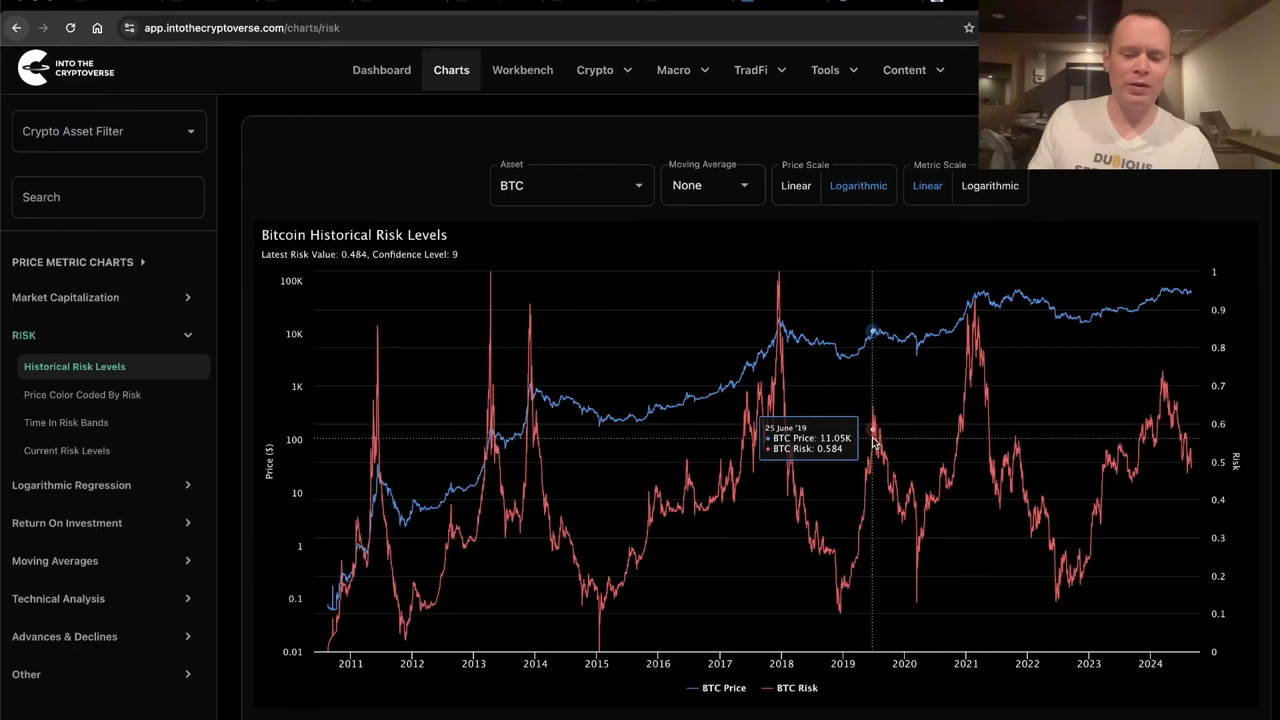 app.intothecryptoverse.com/charts/risk
INTO THE
CRYPTOVERSE
Dashboard
Charts
Workbench
Crypto
Macro
TradFi
Tools
Content
Crypto Asset Filter
Search
PRICE METRIC CHARTS
Market Capitalization
RISK
Historical Risk Levels
Price Color Coded By Risk
Time In Risk Bands
Current Risk Levels
Logarithmic Regression
Return On Investment
Moving Averages
Technical Analysis
Advances & Declines
Other
Asset
BTC
Moving Average
None
Price Scale
Linear
Logarithmic
Metric Scale
Linear
Logarithmic
DUBIOUS
Bitcoin Historical Risk Levels
Latest Risk Value: 0.484, Confidence Level: 9
100K
10K
1K
100
10
1
0.1
0.01
Price ($)
25 June '19
BTC Price: 11.05K
BTC Risk: 0.584
1
0.9
0.8
0.7
0.6
0.5
0.4
0.3
0.2
0.1
0
Risk
2011
2012
2013
2014
2015
2016
2017
2018
2019
2020
2021
2022
2023
2024
BTC Price
BTC Risk